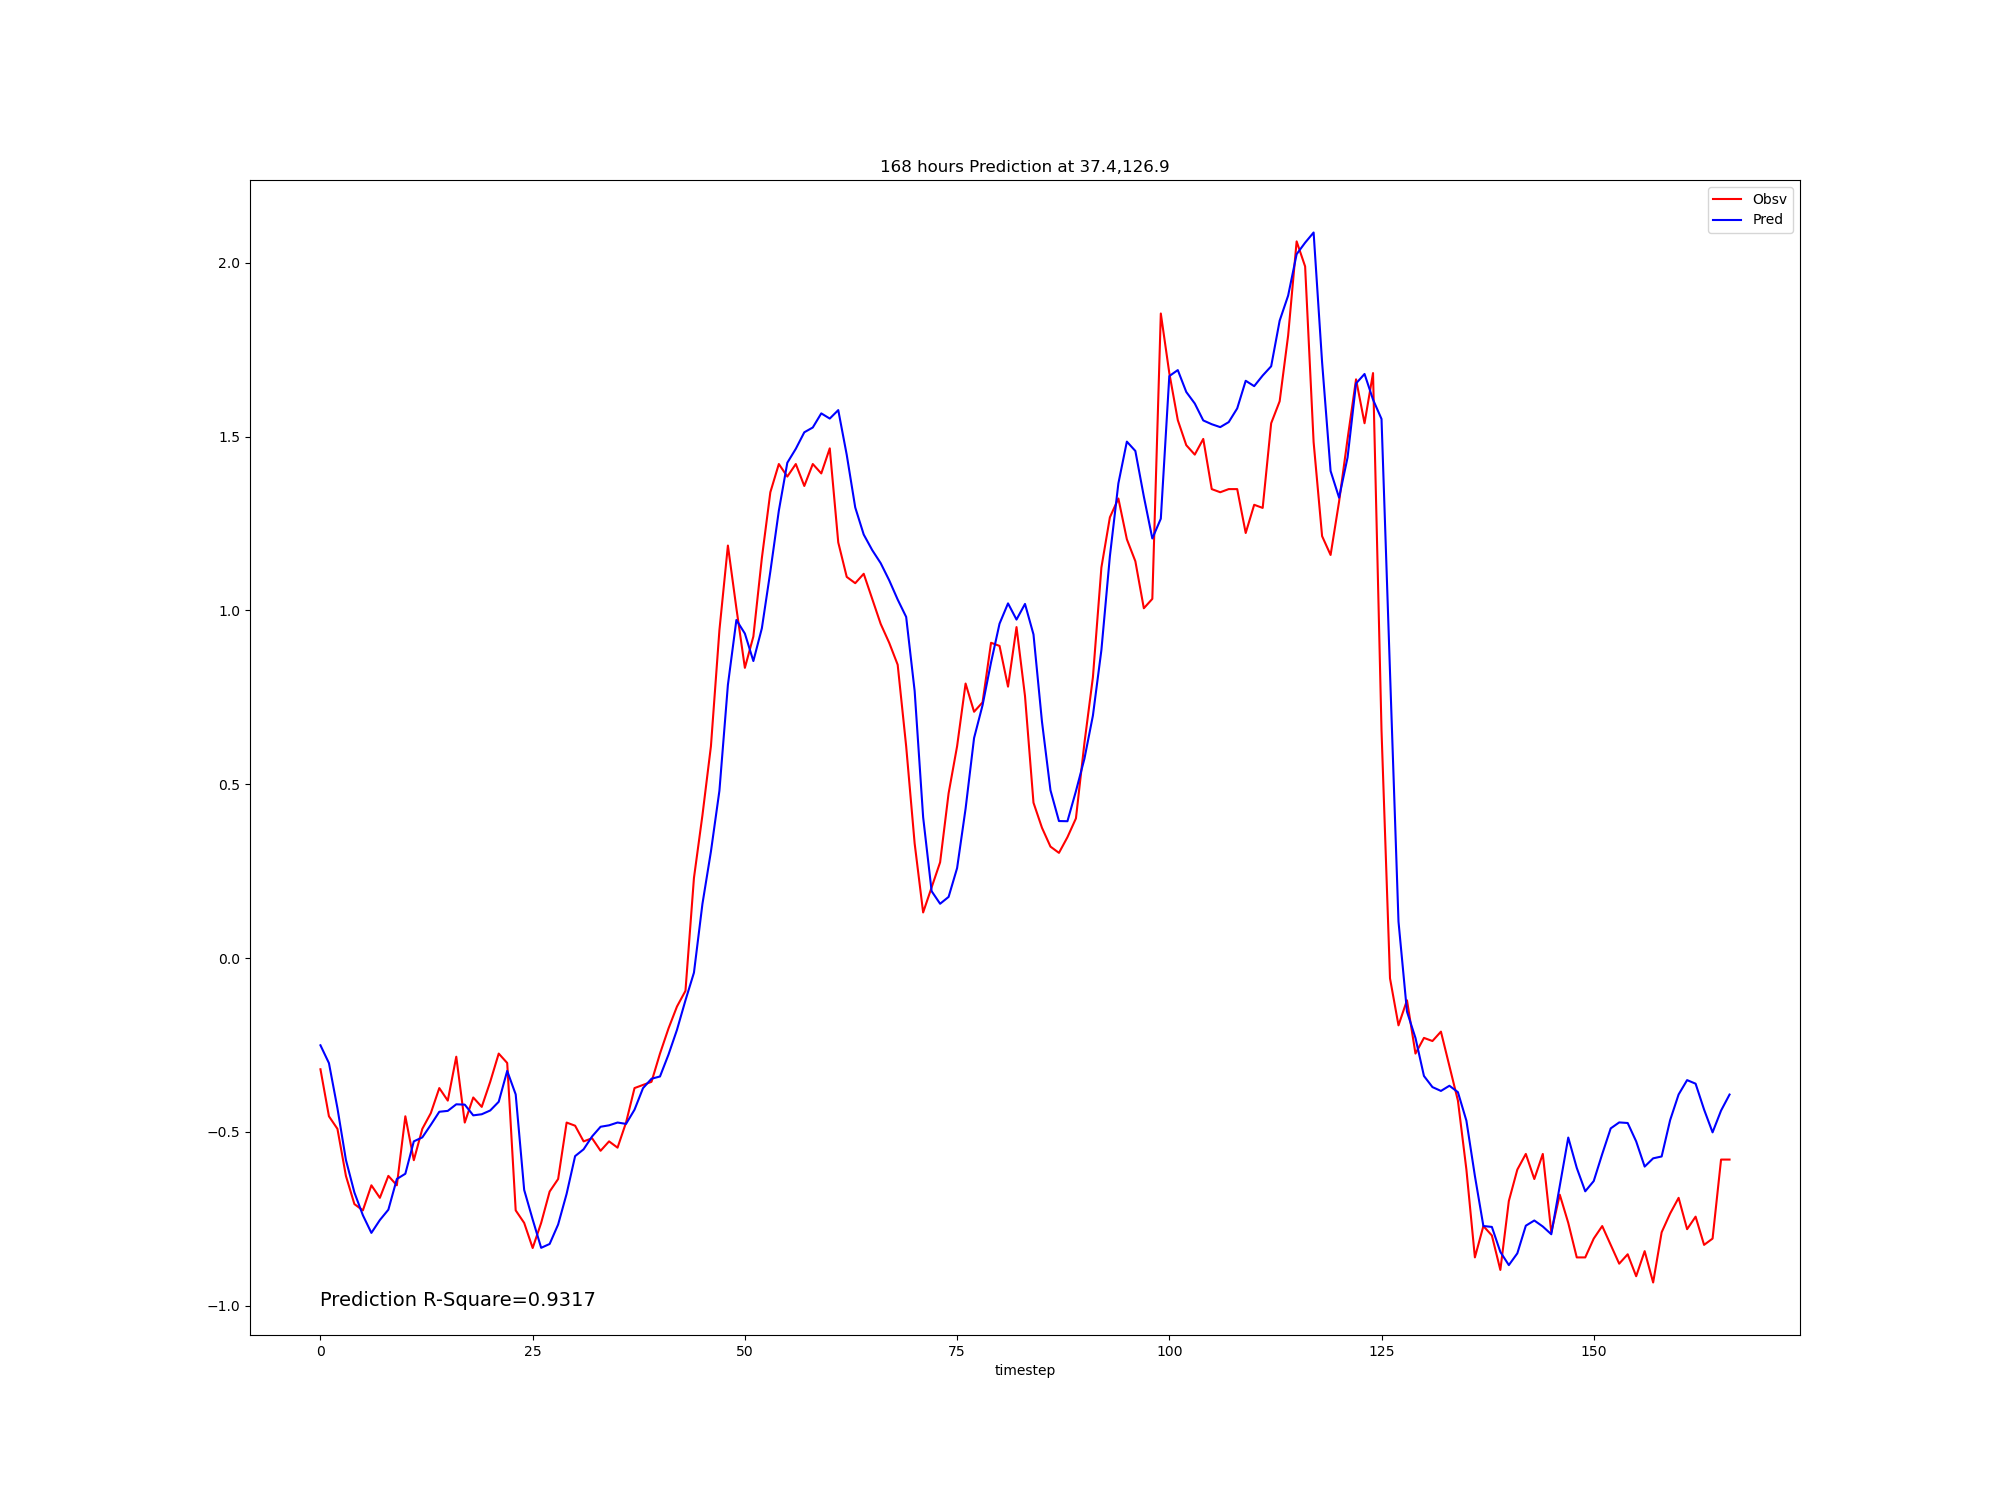 168 hours Prediction at 37.4,126.9
Obsv
Pred
2.0
1.5
1.0
0.5
0.0
−0.5
−1.0
Prediction R-Square=0.9317
0 25 50 75 100 125 150
timestep